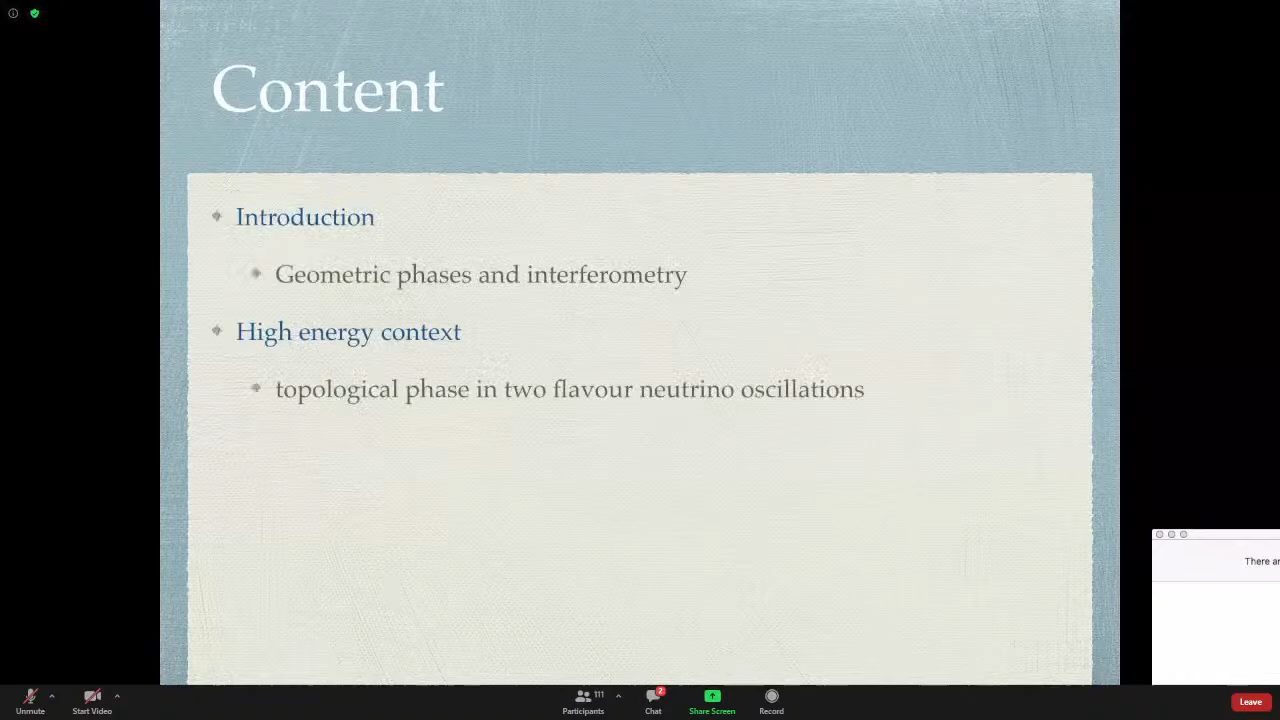 Content
Introduction
Geometric phases and interferometry
High energy context
topological phase in two flavour neutrino oscillations
There
Unmute
Start Video
Participants
111
Chat
2
Share Screen
Record
Leave